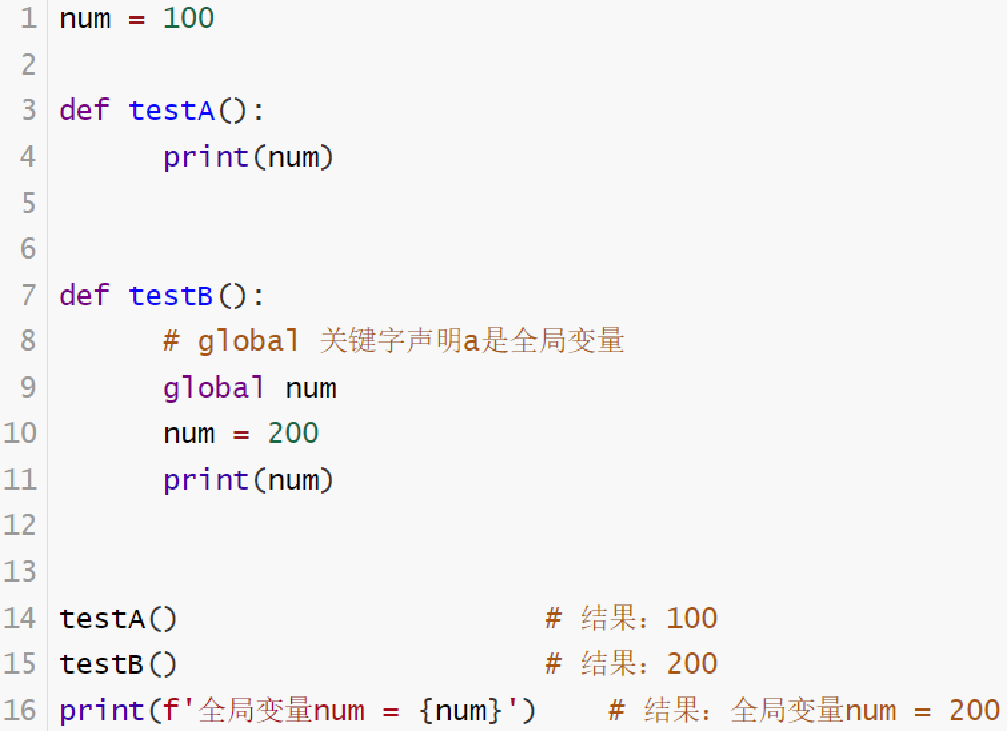 1 num = 100
2
3 def testA():
4     print(num)
5
6
7 def testB():
8     # global 关键字声明a是全局变量
9     global num
10     num = 200
11     print(num)
12
13
14 testA()                     # 结果：100
15 testB()                     # 结果：200
16 print(f'全局变量num = {num}')    # 结果：全局变量num = 200